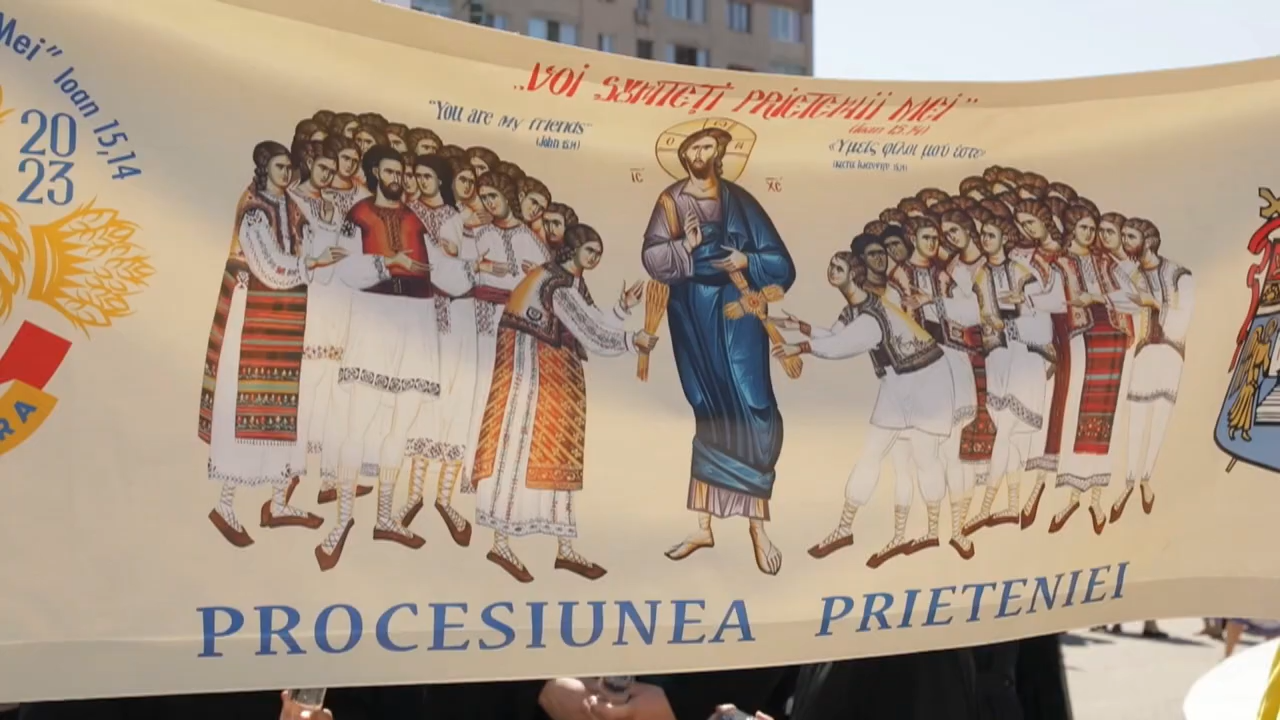 Mei" Ioan 15,14
20
23
RA
„VOI SUNTEȚI PRIETENII MEI"
(Ioan 15,14)
"You are My friends"
(John 15,14)
«Ὑμεῖς φίλοι μού ἐστε»
IC
XC
PROCESIUNEA PRIETENIEI